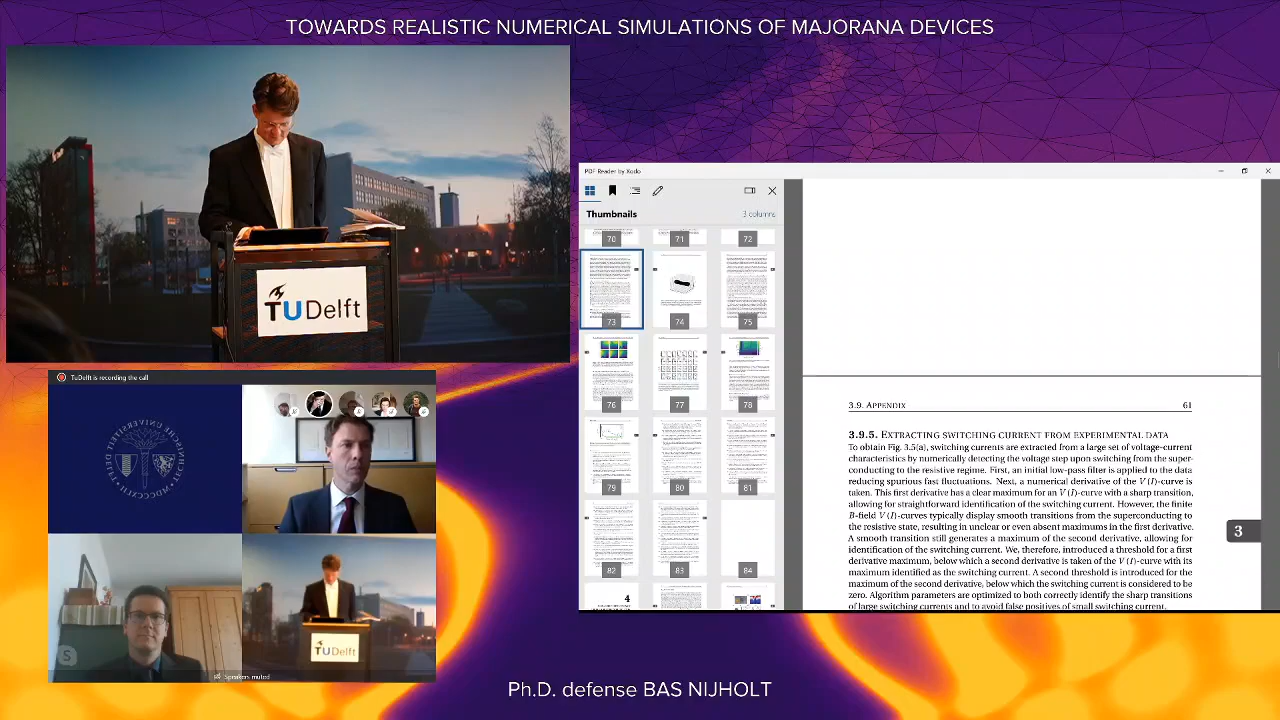 TOWARDS REALISTIC NUMERICAL SIMULATIONS OF MAJORANA DEVICES
TU Delft
PDF Reader by Xodo
Thumbnails
3 columns
70
71
72
73
74
75
76
77
78
79
80
81
82
83
84
4
3.9. APPENDIX
61
3.9.5. EXTRACTING SWITCHING CURRENT FROM EXPERIMENTAL DATA
To arrive at Fig. 3.5(a), switching currents are extracted from a large set of voltage-current
characteristics by numerically detecting the voltage step upon switching from the super-
conducting to the resistive regime. First, an initial low-pass filter is applied to the curve,
reducing spurious fast fluctuations. Next, a numerical derivative of the V(I)-curve is
taken. This first derivative has a clear maximum for an V(I)-curve with a sharp transition,
allowing for straightforward identification of the switching current. However, the finite
B-field V(I)-curves typically display smooth transitions from the superconducting to
the resistive state, resulting in unclear or even absent maximums in the first derivative.
A smooth transition still generates a maximum in the second derivative, allowing for
identification of the switching current. We therefore introduce a threshold for the first
derivative maximum, below which a second derivative is taken of the V(I)-curve with its
maximum identified as the switching current. A second threshold is introduced for the
maximum of the second derivative, below which the switching current is considered to be
zero. Algorithm parameters are optimized to both correctly identify the sharp transitions
of large switching currents and to avoid false positives of small switching current.
3
TuDelft is recording the call
TU Delft
S
Speakers muted
Ph.D. defense BAS NIJHOLT